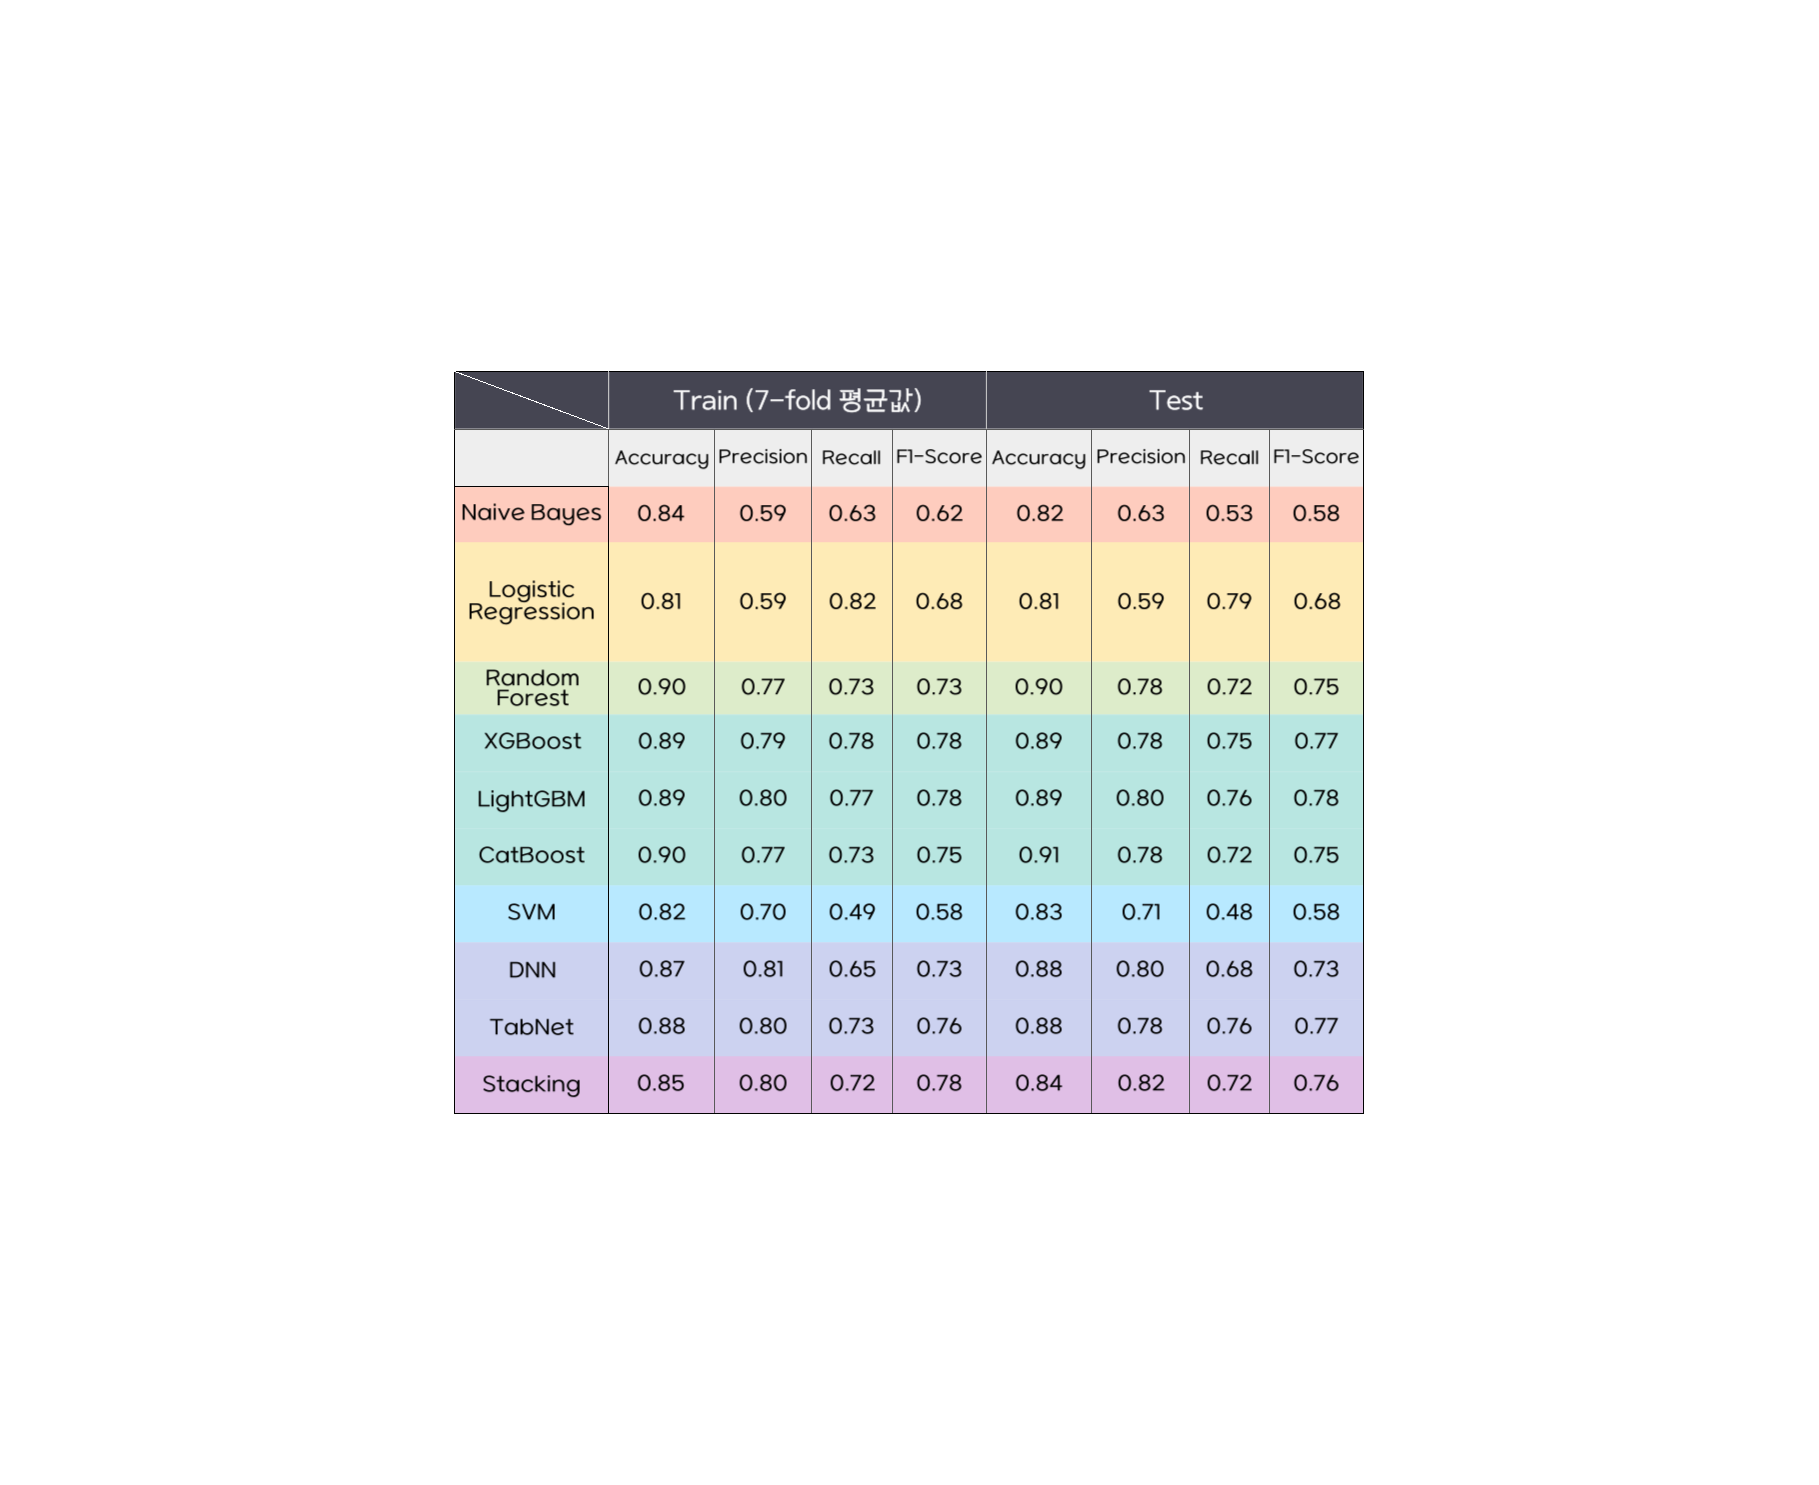 Train (7-fold 평균값) Test
Accuracy Precision Recall F1-Score Accuracy Precision Recall F1-Score
Naive Bayes 0.84 0.59 0.63 0.62 0.82 0.63 0.53 0.58
Logistic
Regression 0.81 0.59 0.82 0.68 0.81 0.59 0.79 0.68
Random
Forest 0.90 0.77 0.73 0.73 0.90 0.78 0.72 0.75
XGBoost 0.89 0.79 0.78 0.78 0.89 0.78 0.75 0.77
LightGBM 0.89 0.80 0.77 0.78 0.89 0.80 0.76 0.78
CatBoost 0.90 0.77 0.73 0.75 0.91 0.78 0.72 0.75
SVM 0.82 0.70 0.49 0.58 0.83 0.71 0.48 0.58
DNN 0.87 0.81 0.65 0.73 0.88 0.80 0.68 0.73
TabNet 0.88 0.80 0.73 0.76 0.88 0.78 0.76 0.77
Stacking 0.85 0.80 0.72 0.78 0.84 0.82 0.72 0.76